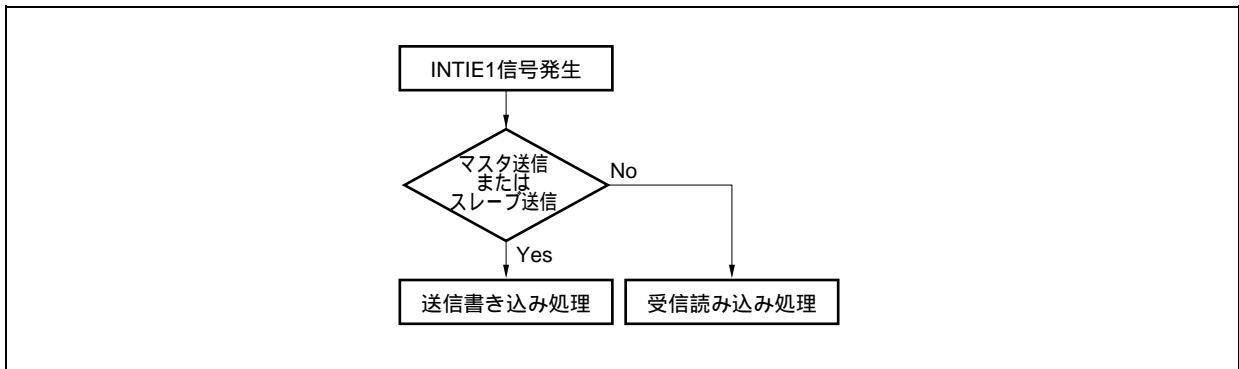 INTIE1信号発生
マスタ送信
または
スレーブ送信
No
Yes
送信書き込み処理
受信読み込み処理